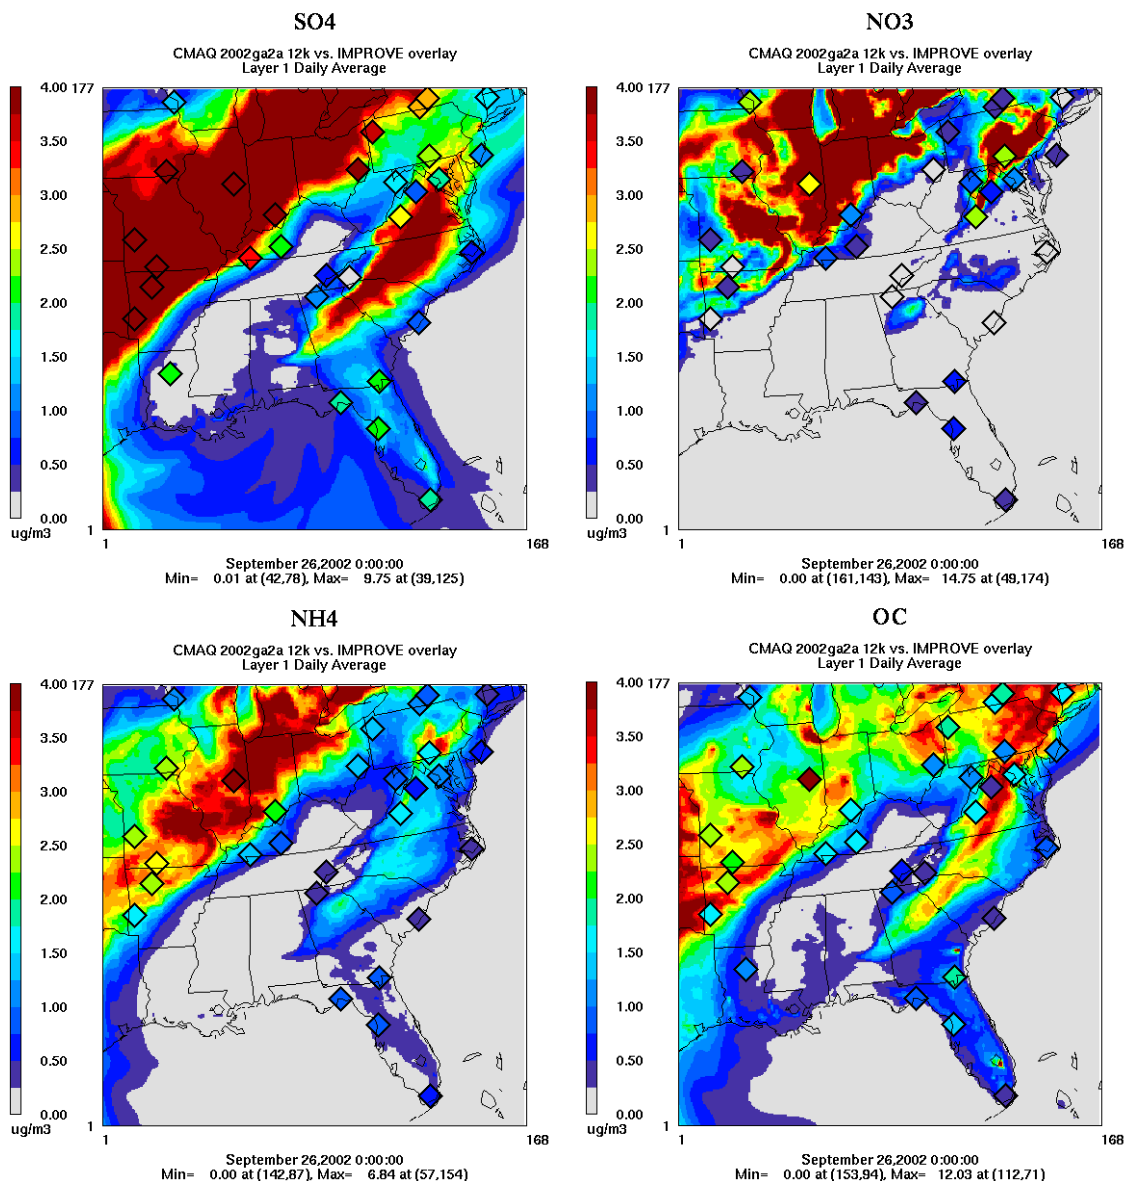 SO4
CMAQ 2002ga2a 12k vs. IMPROVE overlay
Layer 1 Daily Average
4.00
3.50
3.00
2.50
2.00
1.50
1.00
0.50
0.00
ug/m3
177
1
1
168
September 26,2002 0:00:00
Min= 0.01 at (42,78), Max= 9.75 at (39,125)
NO3
CMAQ 2002ga2a 12k vs. IMPROVE overlay
Layer 1 Daily Average
4.00
3.50
3.00
2.50
2.00
1.50
1.00
0.50
0.00
ug/m3
177
1
1
168
September 26,2002 0:00:00
Min= 0.00 at (161,143), Max= 14.75 at (49,174)
NH4
CMAQ 2002ga2a 12k vs. IMPROVE overlay
Layer 1 Daily Average
4.00
3.50
3.00
2.50
2.00
1.50
1.00
0.50
0.00
ug/m3
177
1
1
168
September 26,2002 0:00:00
Min= 0.00 at (142,87), Max= 6.84 at (57,154)
OC
CMAQ 2002ga2a 12k vs. IMPROVE overlay
Layer 1 Daily Average
4.00
3.50
3.00
2.50
2.00
1.50
1.00
0.50
0.00
ug/m3
177
1
1
168
September 26,2002 0:00:00
Min= 0.00 at (153,94), Max= 12.03 at (112,71)